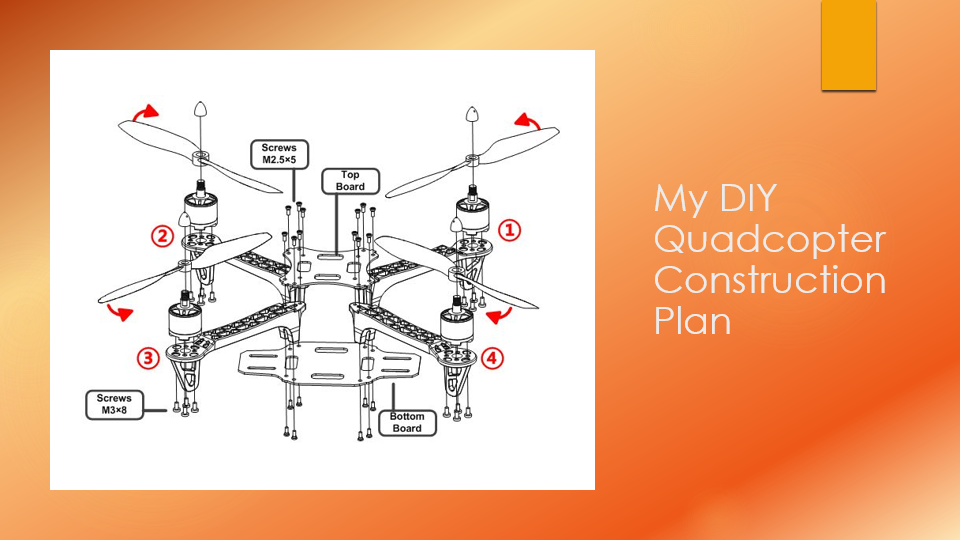 Screws
M2.5×5
Top
Board
②
①
③
④
Screws
M3×8
Bottom
Board
My DIY
Quadcopter
Construction
Plan